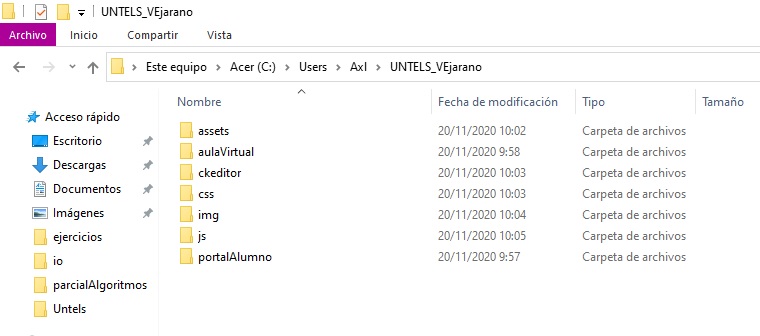 UNTELS_VEjarano
Archivo Inicio Compartir Vista
Este equipo Acer (C:) Users Axl UNTELS_VEjarano
Nombre Fecha de modificación Tipo Tamaño
Acceso rápido
Escritorio
Descargas
Documentos
Imágenes
ejercicios
io
parcialAlgoritmos
Untels
assets 20/11/2020 10:02 Carpeta de archivos
aulaVirtual 20/11/2020 9:58 Carpeta de archivos
ckeditor 20/11/2020 10:03 Carpeta de archivos
css 20/11/2020 10:03 Carpeta de archivos
img 20/11/2020 10:04 Carpeta de archivos
js 20/11/2020 10:05 Carpeta de archivos
portalAlumno 20/11/2020 9:57 Carpeta de archivos